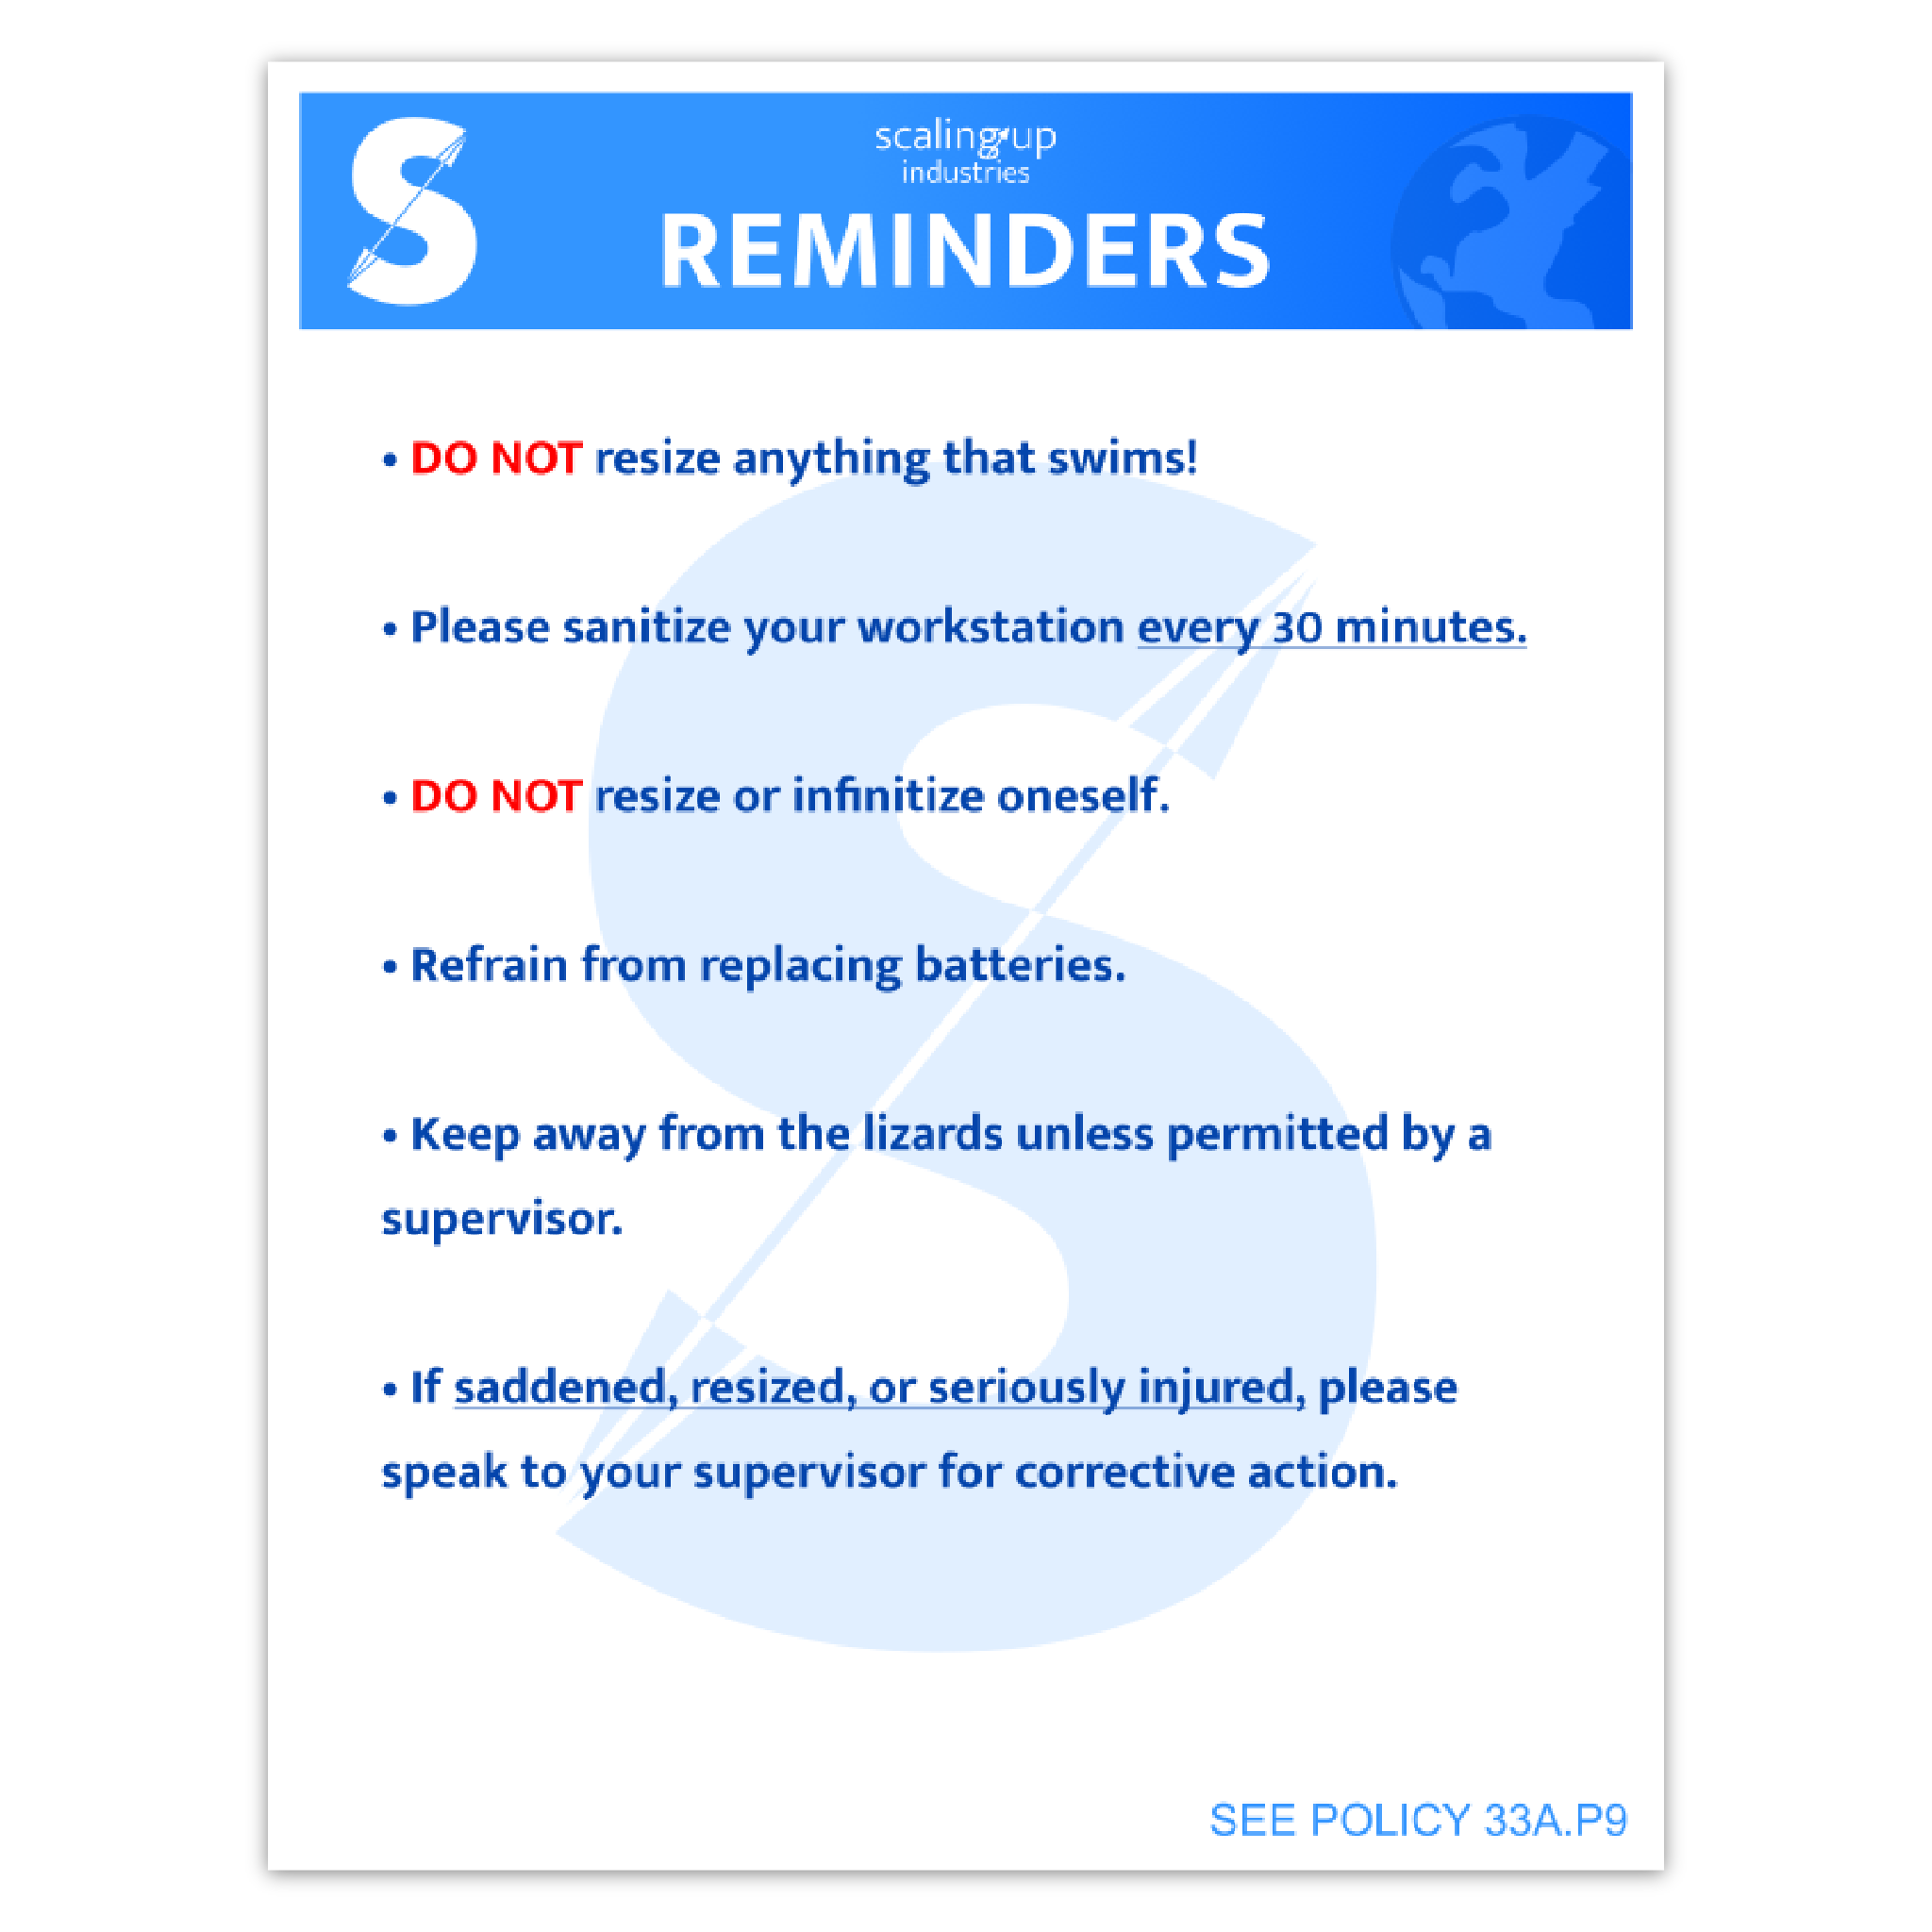 scaling up
industries
REMINDERS
• DO NOT resize anything that swims!
• Please sanitize your workstation every 30 minutes.
• DO NOT resize or infinitize oneself.
• Refrain from replacing batteries.
• Keep away from the lizards unless permitted by a
supervisor.
• If saddened, resized, or seriously injured, please
speak to your supervisor for corrective action.
SEE POLICY 33A.P9